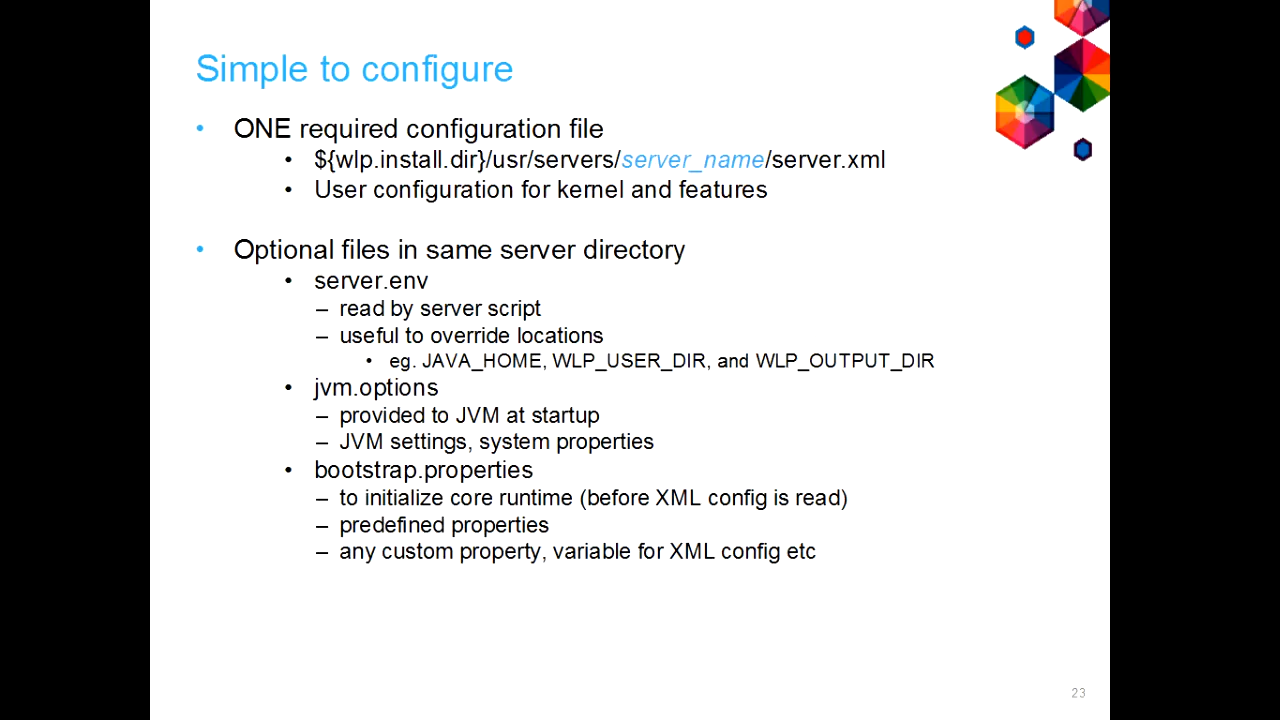 Simple to configure
• ONE required configuration file
• ${wlp.install.dir}/usr/servers/server_name/server.xml
• User configuration for kernel and features
• Optional files in same server directory
• server.env
– read by server script
– useful to override locations
• eg. JAVA_HOME, WLP_USER_DIR, and WLP_OUTPUT_DIR
• jvm.options
– provided to JVM at startup
– JVM settings, system properties
• bootstrap.properties
– to initialize core runtime (before XML config is read)
– predefined properties
– any custom property, variable for XML config etc
23